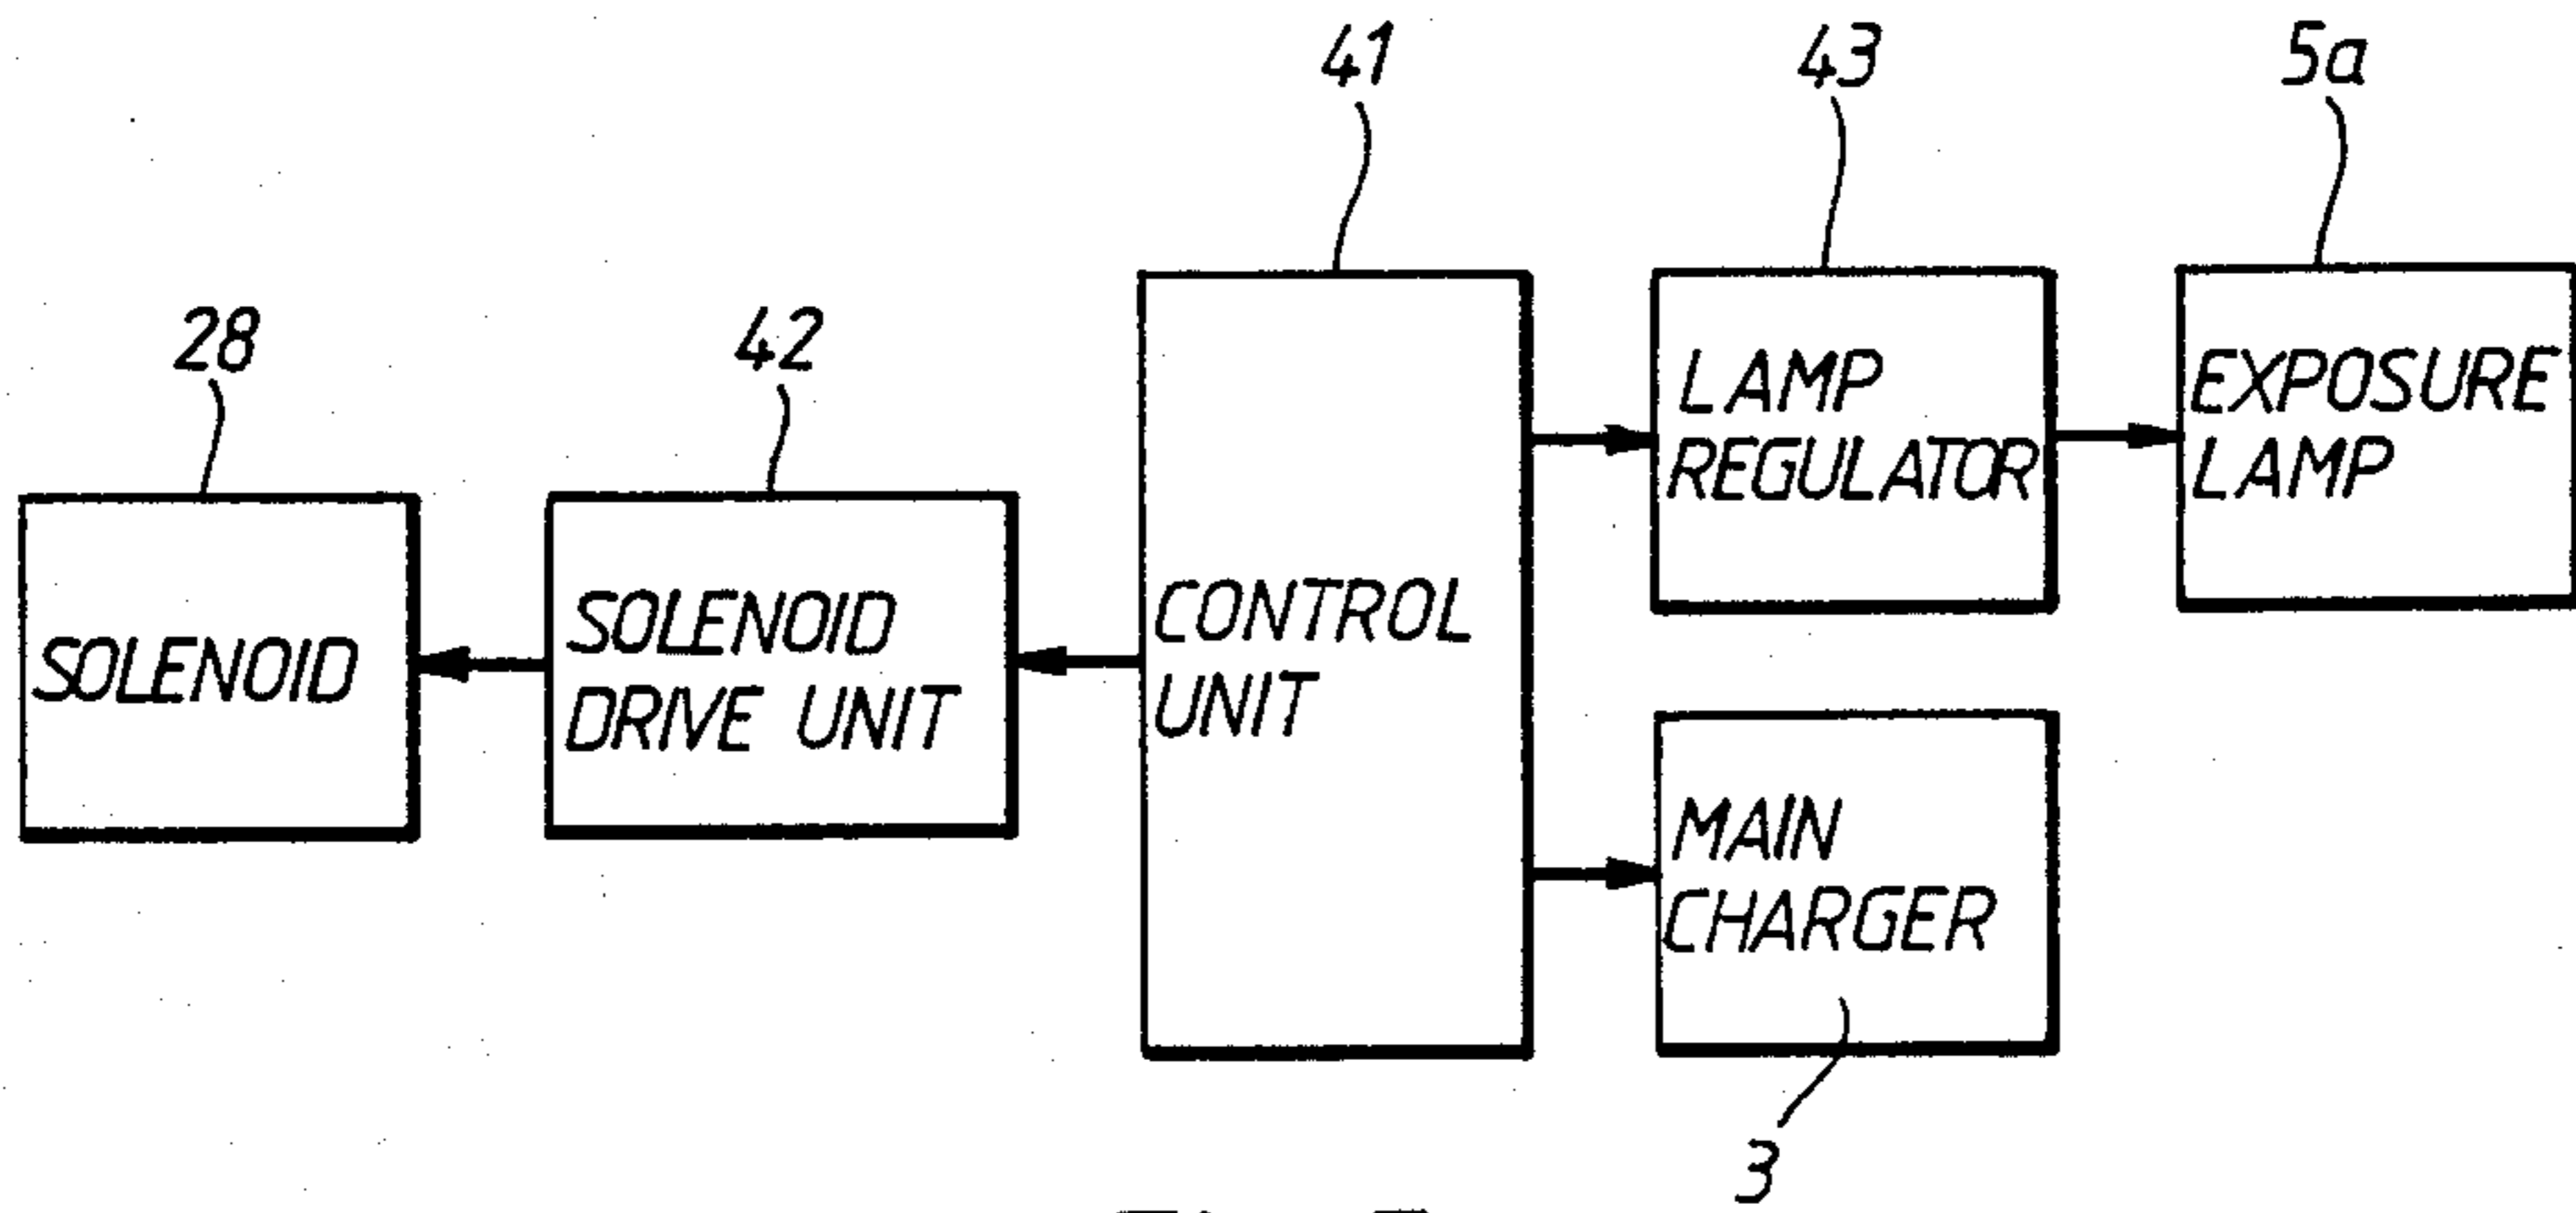 41
43
5a
28
42
LAMP
REGULATOR
EXPOSURE
LAMP
SOLENOID
SOLENOID
DRIVE UNIT
CONTROL
UNIT
MAIN
CHARGER
3